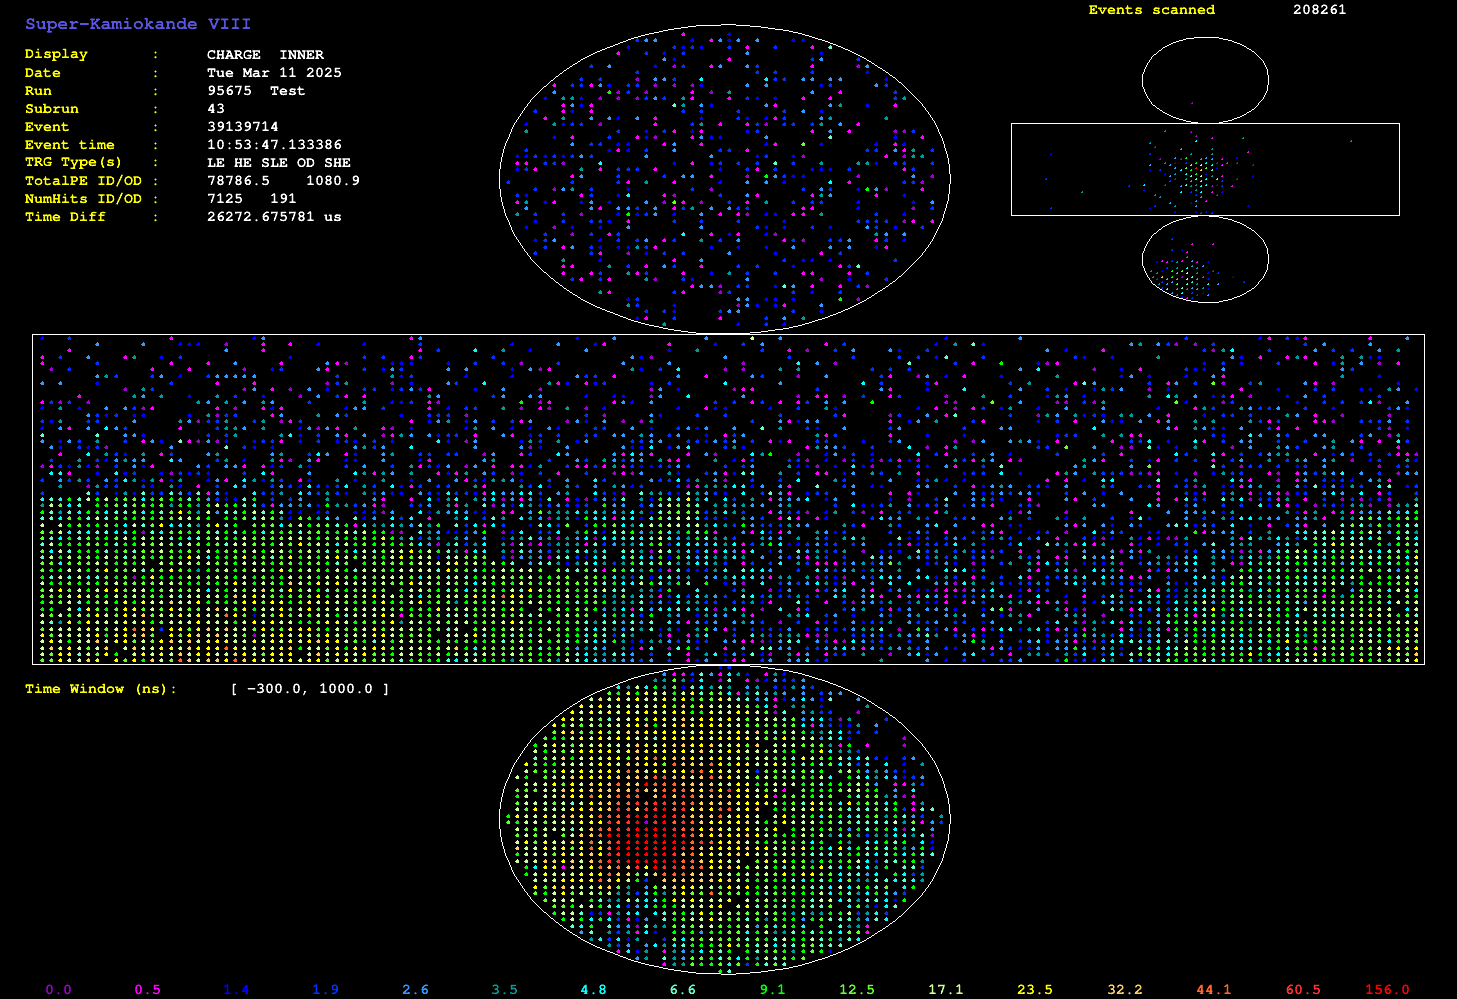 Super-Kamiokande VIII
Display : CHARGE INNER
Date : Tue Mar 11 2025
Run : 95675 Test
Subrun : 43
Event : 39139714
Event time : 10:53:47.133386
TRG Type(s) : LE HE SLE OD SHE
TotalPE ID/OD : 78786.5 1080.9
NumHits ID/OD : 7125 191
Time Diff : 26272.675781 us
Events scanned 208261
Time Window (ns): [ -300.0, 1000.0 ]
0.0 0.5 1.4 1.9 2.6 3.5 4.8 6.6 9.1 12.5 17.1 23.5 32.2 44.1 60.5 156.0